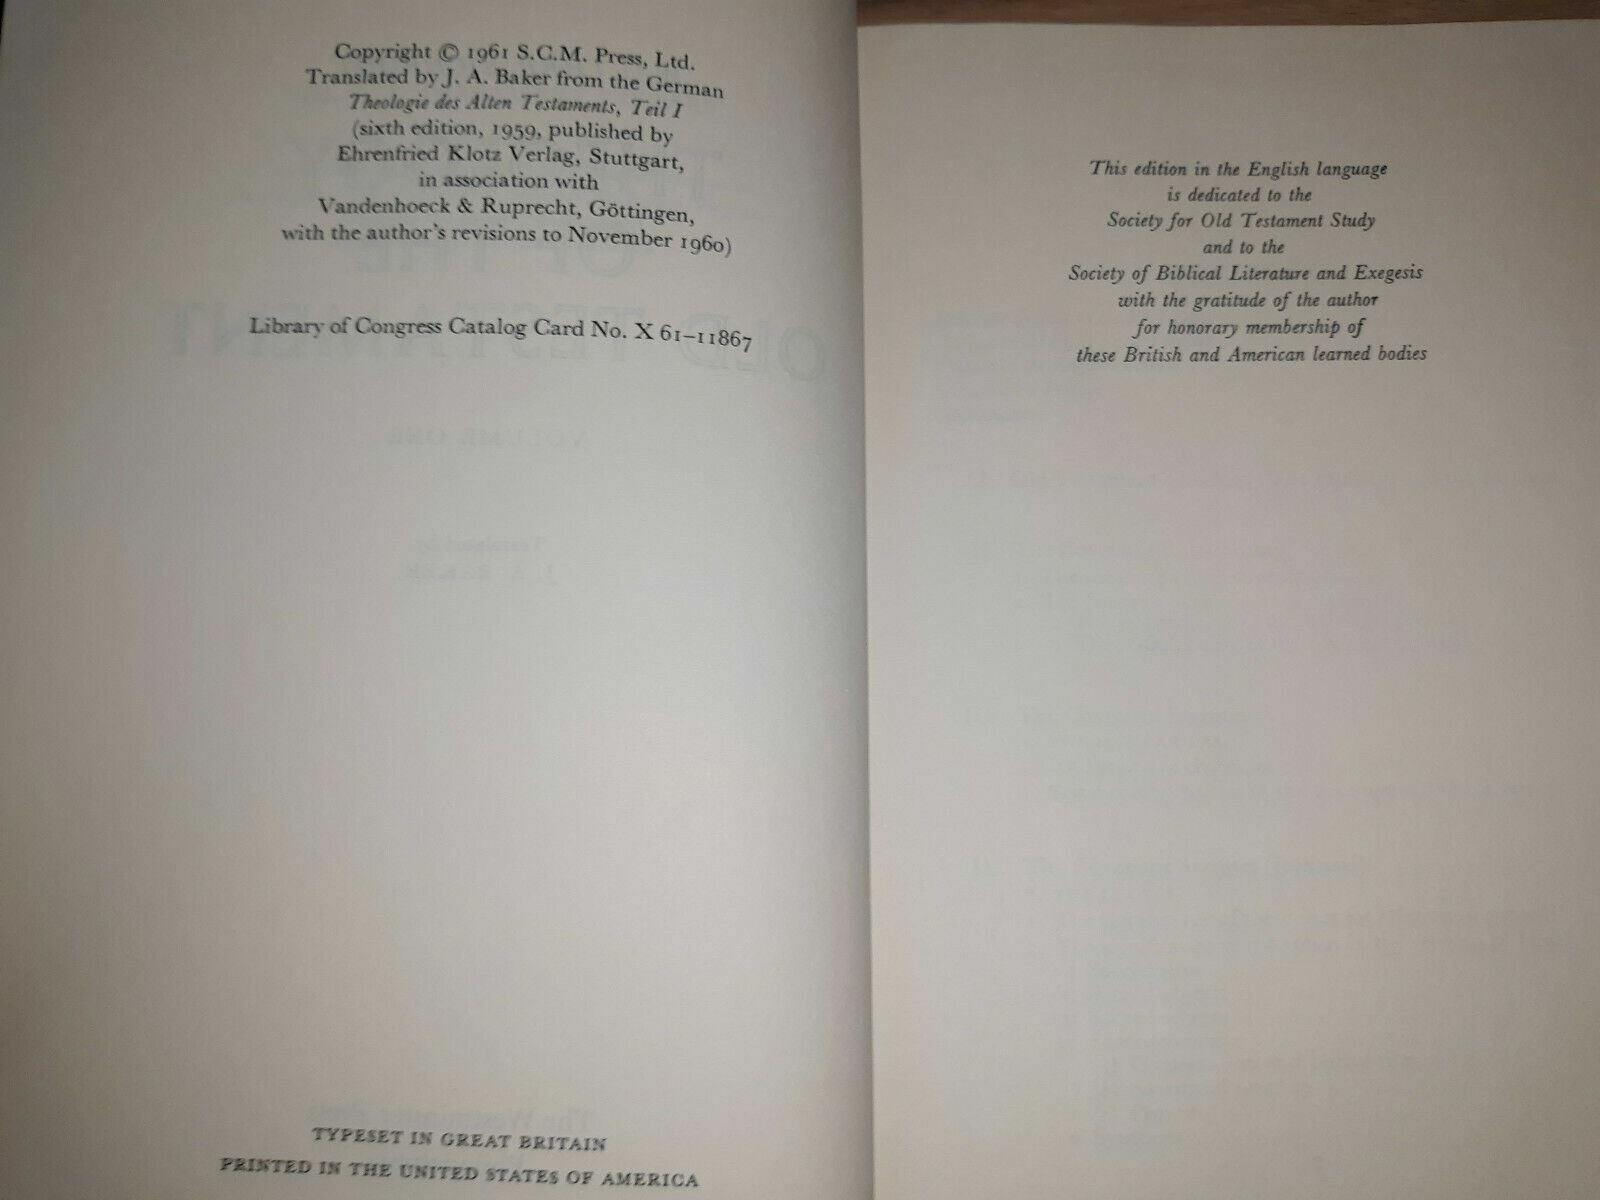 Copyright © 1961 S.C.M. Press, Ltd.
Translated by J. A. Baker from the German
Theologie des Alten Testaments, Teil I
(sixth edition, 1959, published by
Ehrenfried Klotz Verlag, Stuttgart,
in association with
Vandenhoeck & Ruprecht, Göttingen,
with the author's revisions to November 1960)
Library of Congress Catalog Card No. X 61–11867
TYPESET IN GREAT BRITAIN
PRINTED IN THE UNITED STATES OF AMERICA
This edition in the English language
is dedicated to the
Society for Old Testament Study
and to the
Society of Biblical Literature and Exegesis
with the gratitude of the author
for honorary membership of
these British and American learned bodies